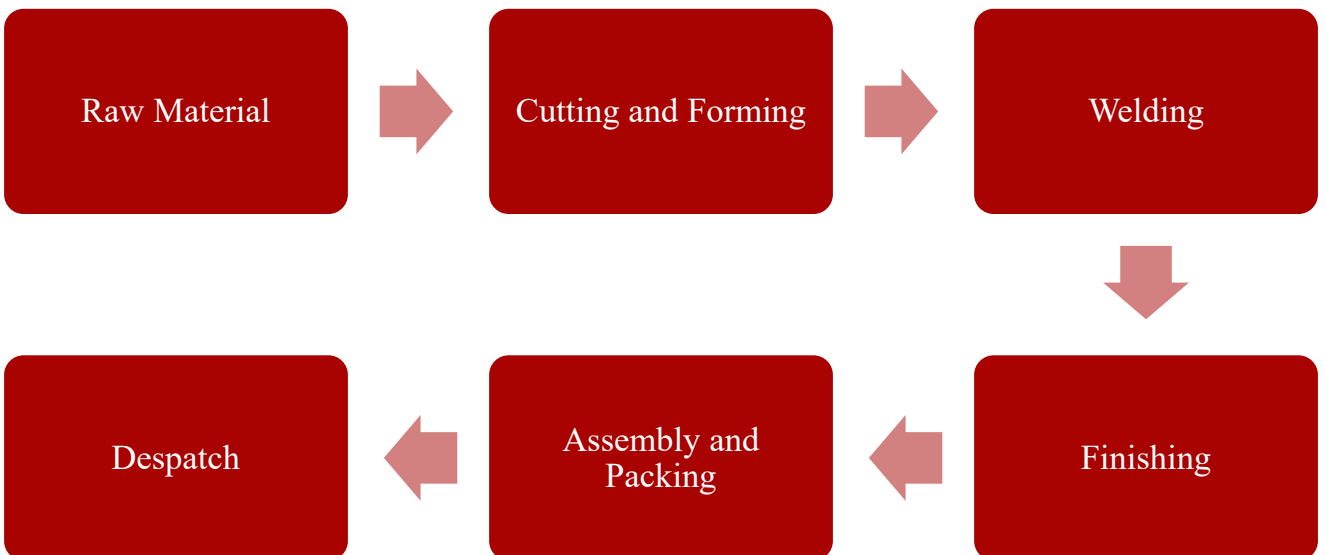 Raw Material
Cutting and Forming
Welding
Finishing
Assembly and
Packing
Despatch